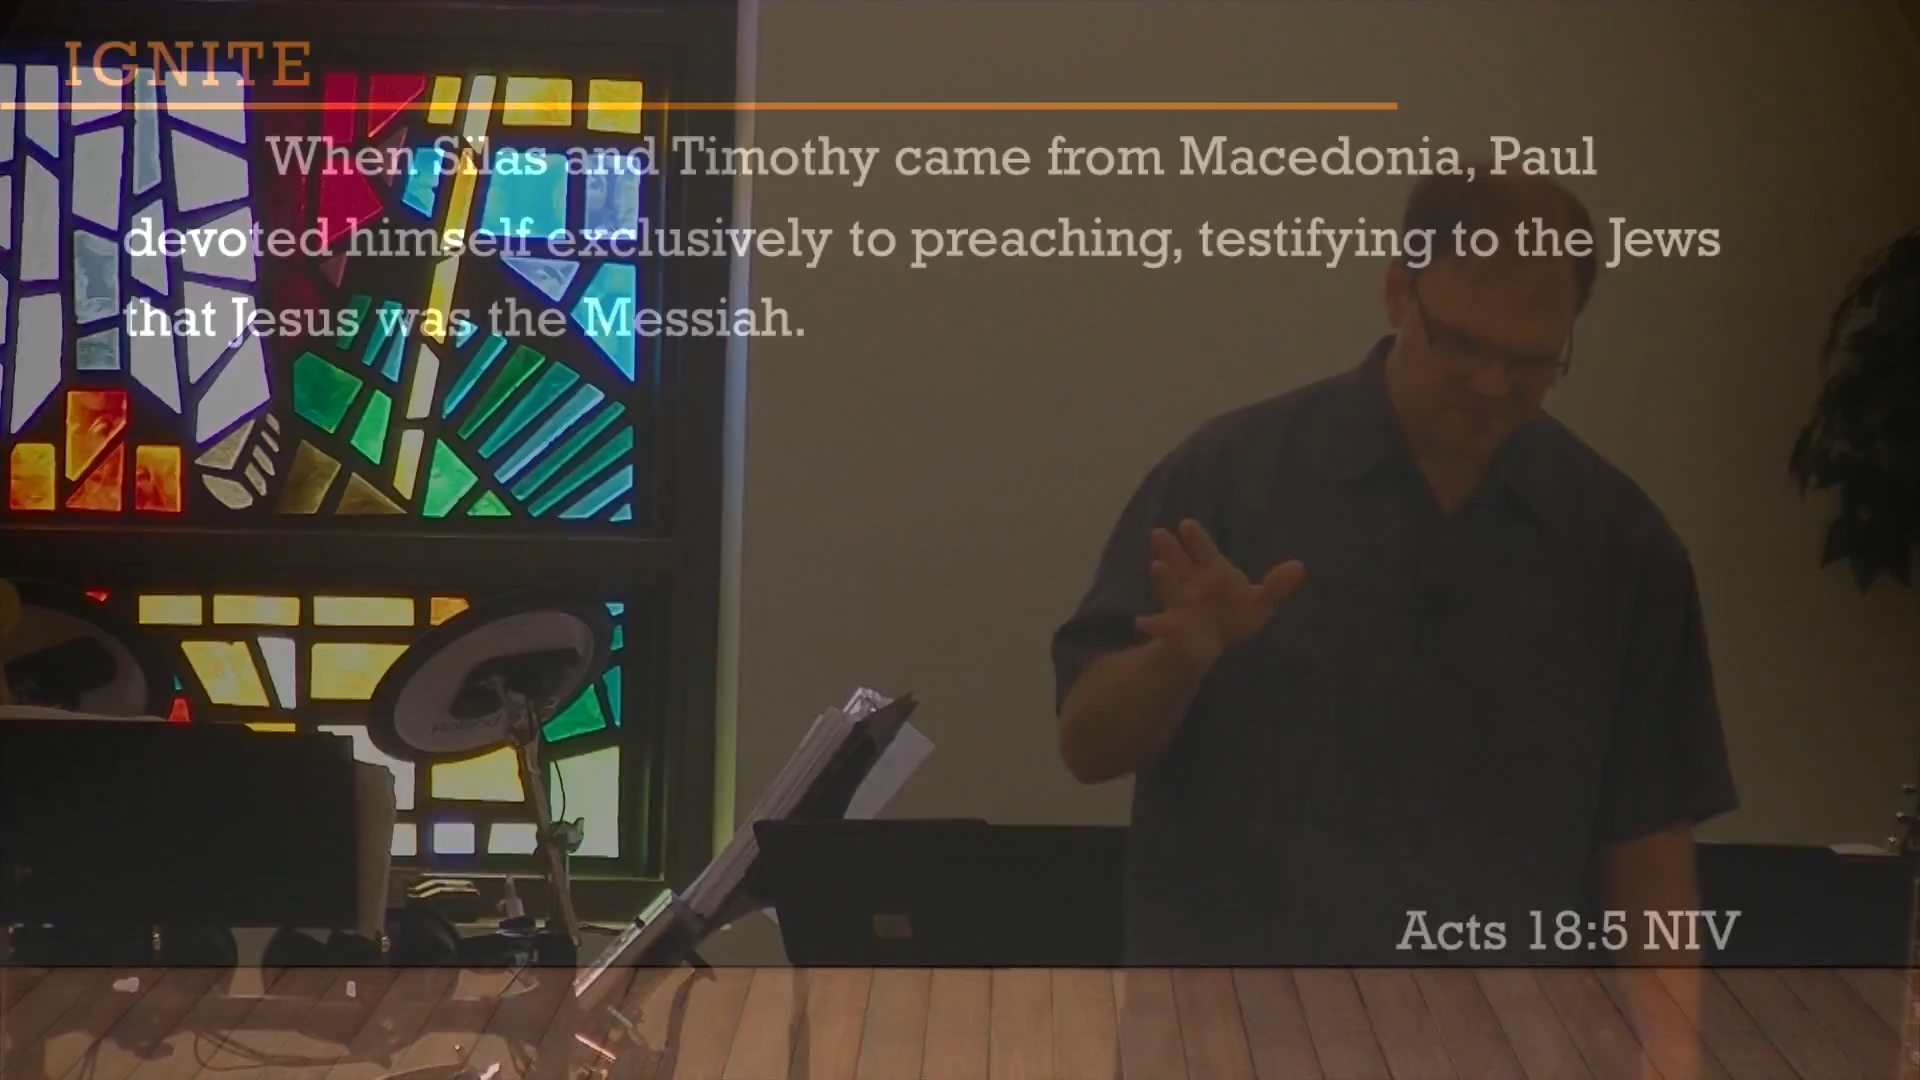 IGNITE
When Silas and Timothy came from Macedonia, Paul
devoted himself exclusively to preaching, testifying to the Jews
that Jesus was the Messiah.
Acts 18:5 NIV